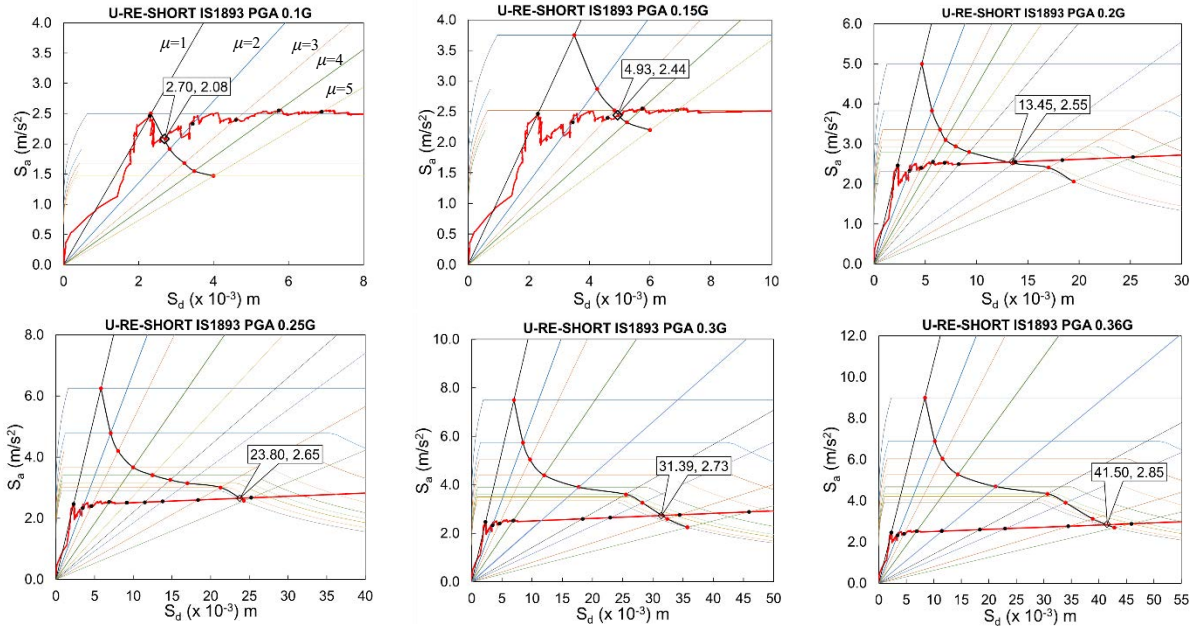 U-RE-SHORT IS1893 PGA 0.1G
4.0
3.5
3.0
2.5
2.0
1.5
1.0
0.5
0.0
Sa (m/s²)
μ=1
μ=2
μ=3
μ=4
μ=5
2.70, 2.08
0 2 4 6 8
Sd (x 10⁻³) m
U-RE-SHORT IS1893 PGA 0.15G
4.0
3.5
3.0
2.5
2.0
1.5
1.0
0.5
0.0
Sa (m/s²)
4.93, 2.44
0 2 4 6 8 10
Sd (x 10⁻³) m
U-RE-SHORT IS1893 PGA 0.2G
6.0
5.0
4.0
3.0
2.0
1.0
0.0
Sa (m/s²)
13.45, 2.55
0 5 10 15 20 25 30
Sd (x 10⁻³) m
U-RE-SHORT IS1893 PGA 0.25G
8.0
6.0
4.0
2.0
0.0
Sa (m/s²)
23.80, 2.65
0 5 10 15 20 25 30 35 40
Sd (x 10⁻³) m
U-RE-SHORT IS1893 PGA 0.3G
10.0
8.0
6.0
4.0
2.0
0.0
Sa (m/s²)
31.39, 2.73
0 5 10 15 20 25 30 35 40 45 50
Sd (x 10⁻³) m
U-RE-SHORT IS1893 PGA 0.36G
12.0
10.0
8.0
6.0
4.0
2.0
0.0
Sa (m/s²)
41.50, 2.85
0 5 10 15 20 25 30 35 40 45 50 55
Sd (x 10⁻³) m